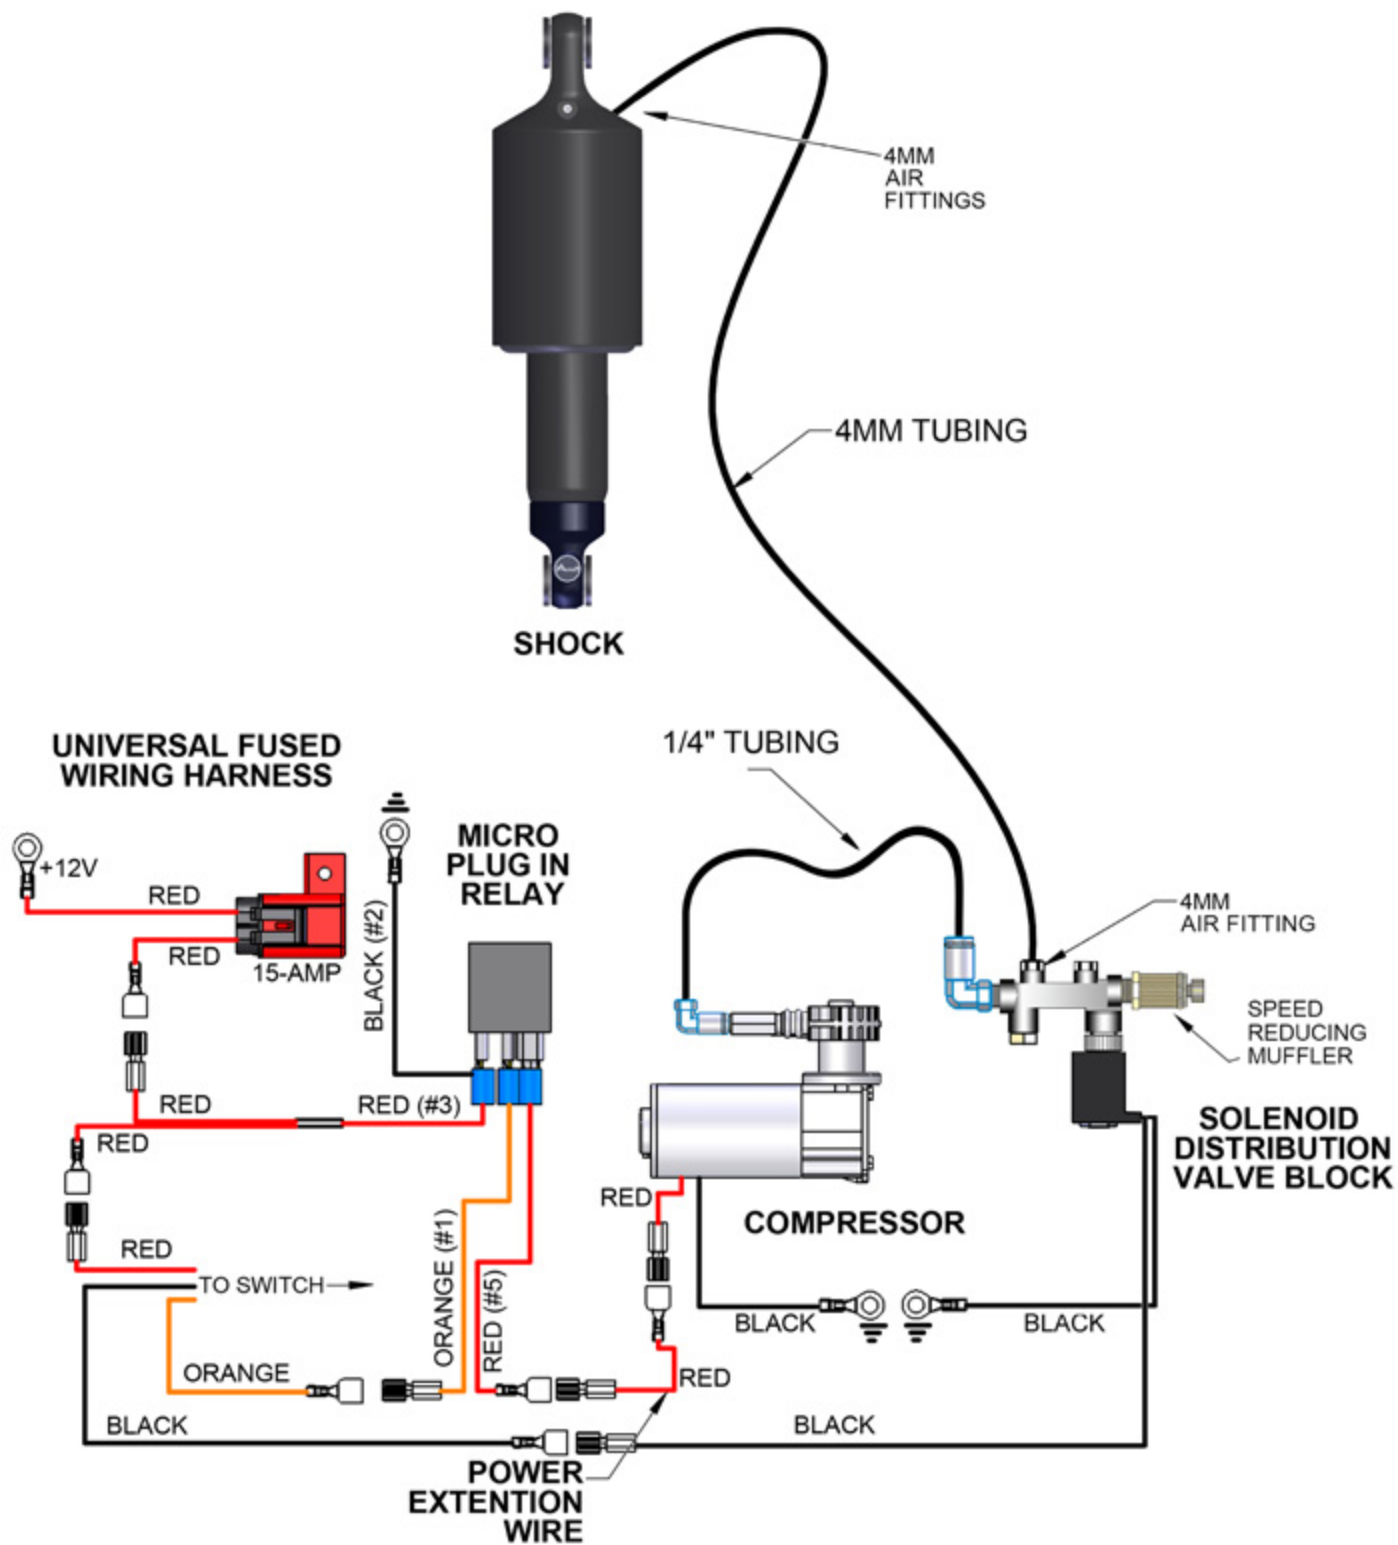 4MM
AIR
FITTINGS
4MM TUBING
SHOCK
UNIVERSAL FUSED
WIRING HARNESS
1/4" TUBING
+12V
RED
RED
15-AMP
BLACK (#2)
MICRO
PLUG IN
RELAY
4MM
AIR FITTING
SPEED
REDUCING
MUFFLER
RED
RED (#3)
RED
SOLENOID
DISTRIBUTION
VALVE BLOCK
RED
COMPRESSOR
RED
TO SWITCH
ORANGE (#1)
RED (#5)
BLACK
BLACK
ORANGE
RED
BLACK
BLACK
POWER
EXTENTION
WIRE